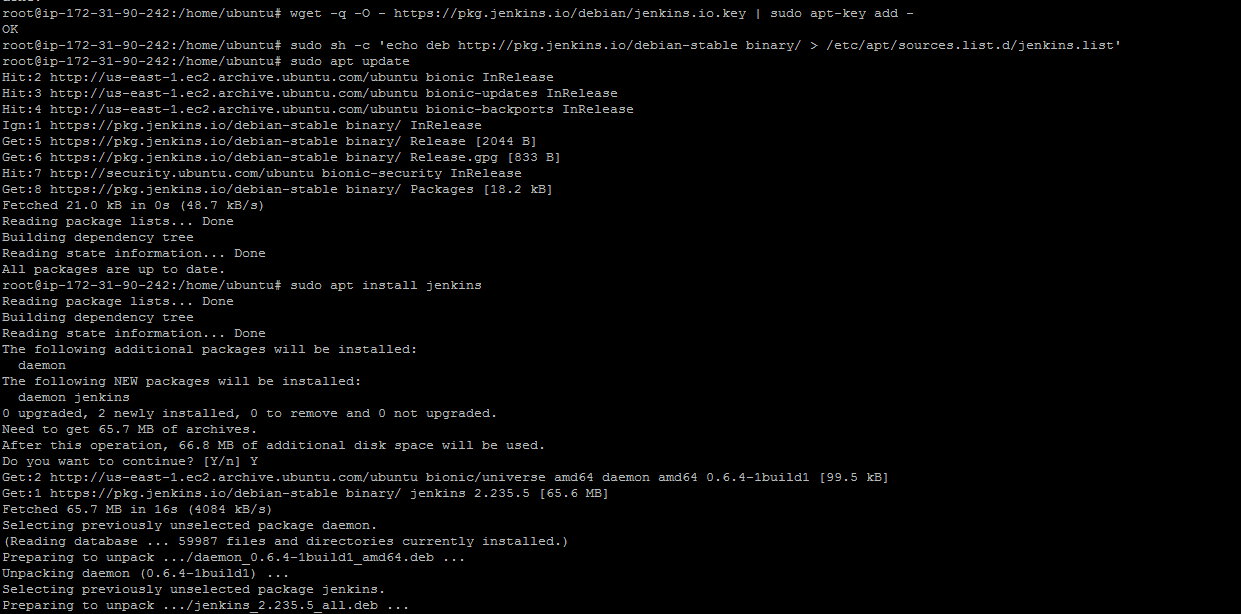 root@ip-172-31-90-242:/home/ubuntu# wget -q -O - https://pkg.jenkins.io/debian/jenkins.io.key | sudo apt-key add -
OK
root@ip-172-31-90-242:/home/ubuntu# sudo sh -c 'echo deb http://pkg.jenkins.io/debian-stable binary/ > /etc/apt/sources.list.d/jenkins.list'
root@ip-172-31-90-242:/home/ubuntu# sudo apt update
Hit:2 http://us-east-1.ec2.archive.ubuntu.com/ubuntu bionic InRelease
Hit:3 http://us-east-1.ec2.archive.ubuntu.com/ubuntu bionic-updates InRelease
Hit:4 http://us-east-1.ec2.archive.ubuntu.com/ubuntu bionic-backports InRelease
Ign:1 https://pkg.jenkins.io/debian-stable binary/ InRelease
Get:5 https://pkg.jenkins.io/debian-stable binary/ Release [2044 B]
Get:6 https://pkg.jenkins.io/debian-stable binary/ Release.gpg [833 B]
Hit:7 http://security.ubuntu.com/ubuntu bionic-security InRelease
Get:8 https://pkg.jenkins.io/debian-stable binary/ Packages [18.2 kB]
Fetched 21.0 kB in 0s (48.7 kB/s)
Reading package lists... Done
Building dependency tree
Reading state information... Done
All packages are up to date.
root@ip-172-31-90-242:/home/ubuntu# sudo apt install jenkins
Reading package lists... Done
Building dependency tree
Reading state information... Done
The following additional packages will be installed:
  daemon
The following NEW packages will be installed:
  daemon jenkins
0 upgraded, 2 newly installed, 0 to remove and 0 not upgraded.
Need to get 65.7 MB of archives.
After this operation, 66.8 MB of additional disk space will be used.
Do you want to continue? [Y/n] Y
Get:2 http://us-east-1.ec2.archive.ubuntu.com/ubuntu bionic/universe amd64 daemon amd64 0.6.4-1build1 [99.5 kB]
Get:1 https://pkg.jenkins.io/debian-stable binary/ jenkins 2.235.5 [65.6 MB]
Fetched 65.7 MB in 16s (4084 kB/s)
Selecting previously unselected package daemon.
(Reading database ... 59987 files and directories currently installed.)
Preparing to unpack .../daemon_0.6.4-1build1_amd64.deb ...
Unpacking daemon (0.6.4-1build1) ...
Selecting previously unselected package jenkins.
Preparing to unpack .../jenkins_2.235.5_all.deb ...